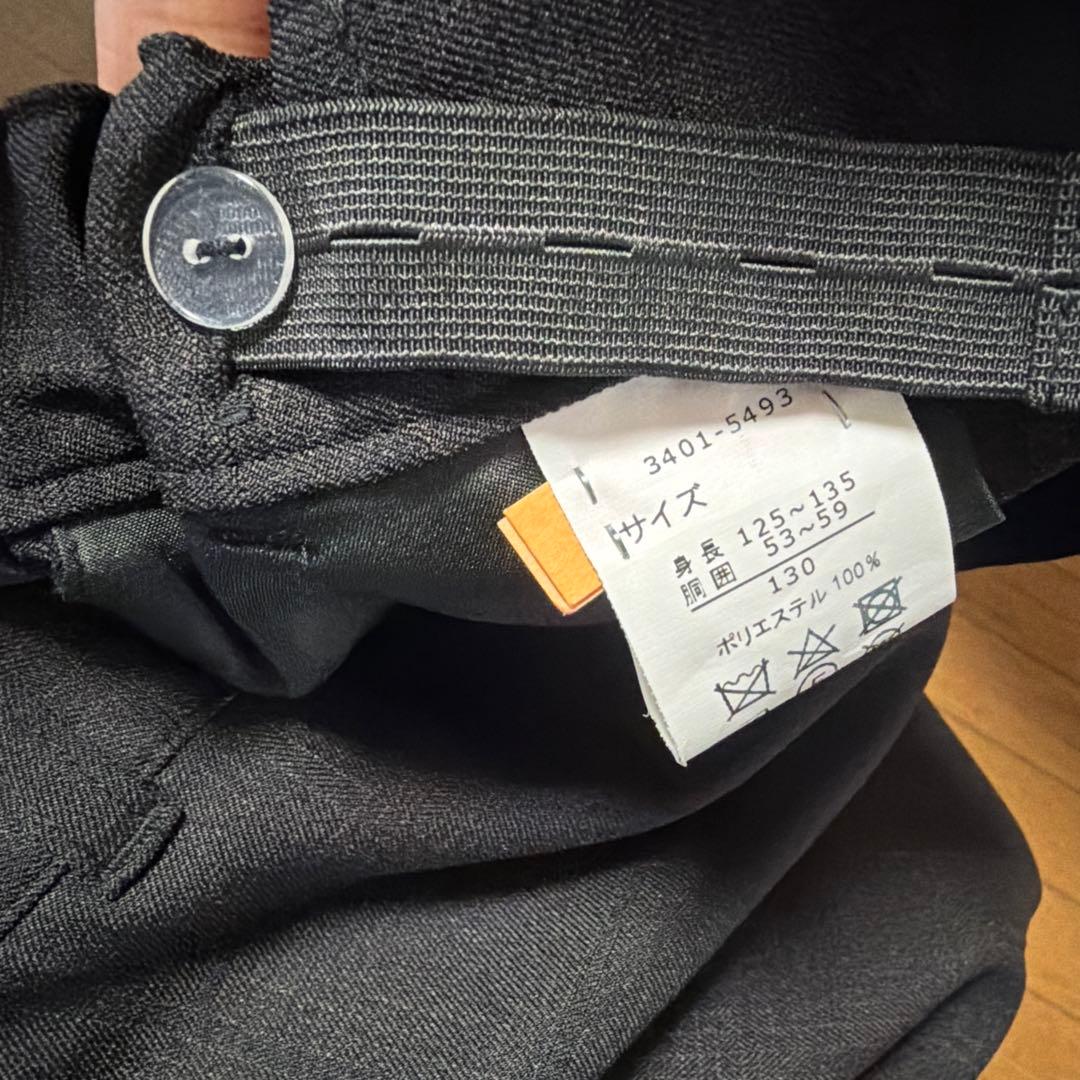 3401-5493
サイズ
身長 125~135
胴囲 53~59
130
ポリエステル 100%